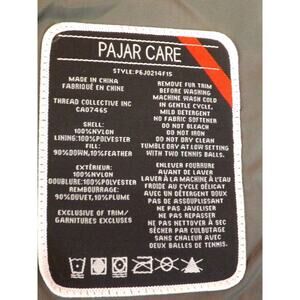 PAJAR CARE
STYLE:P6J0214F15
MADE IN CHINA
FABRIQUÉ EN CHINE
THREAD COLLECTIVE INC
CA07465
SHELL:
100%NYLON
LINING:100%POLYESTER
FILL:
90%DOWN,10%FEATHER
EXTÉRIEUR:
100%NYLON
DOUBLURE:100%POLYESTER
REMBOURRAGE:
90%DUVET,10%PLUME
EXCLUSIVE OF TRIM/
GARNITURES EXCLUSES
REMOVE FUR TRIM
BEFORE WASHING
MACHINE WASH COLD
IN GENTLE CYCLE,
MILD DETERGENT
NO FABRIC SOFTENER
DO NOT BLEACH
DO NOT IRON
DO NOT DRY CLEAR
TUMBLE DRY AT LOW SETTING
WITH TWO TENNIS BALLS.
ENLEVER FOURRURE
AVANT DE LAVER
LAVER À LA MACHINE À L'EAU
FROIDE AU CYCLE DÉLICAT
AVEC UN DÉTERGENT DOUX
PAS DE ASSOUPLISSANT
NE PAS JAVELISER
NE PAS REPASSER
NE PAS NETTOYER À SEC
SÉCHER PAR CULBUTAGE
SANS CHALEUR AVEC
DEUX BALLES DE TENNIS.